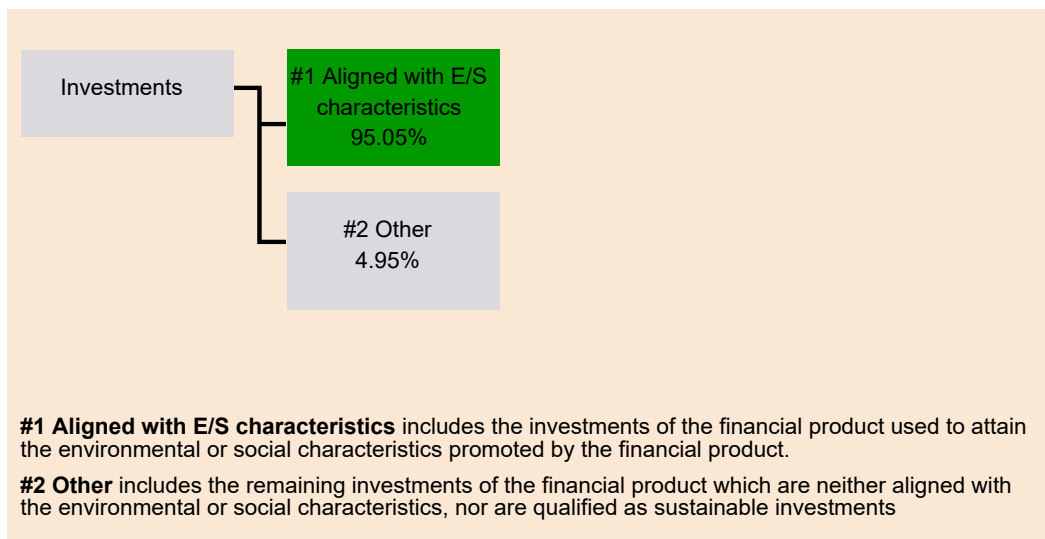 Investments
#1 Aligned with E/S
characteristics
95.05%
#2 Other
4.95%
#1 Aligned with E/S characteristics includes the investments of the financial product used to attain
the environmental or social characteristics promoted by the financial product.
#2 Other includes the remaining investments of the financial product which are neither aligned with
the environmental or social characteristics, nor are qualified as sustainable investments